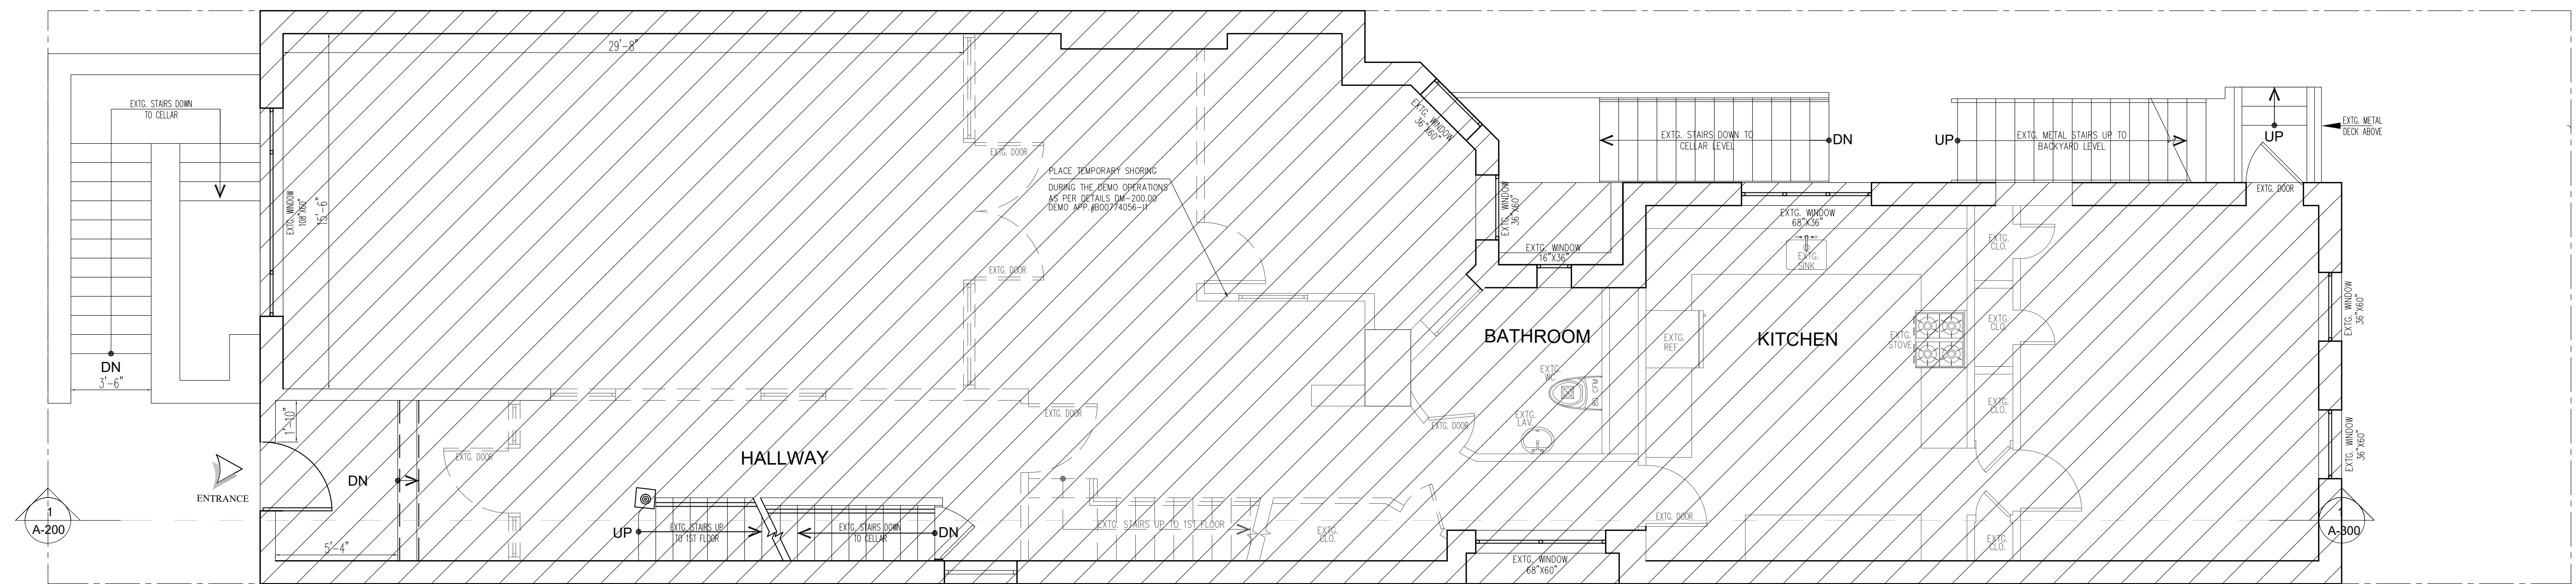 29'-8"
EXTG. STAIRS DOWN
TO CELLAR
EXTG. WINDOW
108"X60"
15'-6"
DN
3'-6"
1'-10"
ENTRANCE
1
A-200
DN
5'-4"
EXTG. DOOR
HALLWAY
UP
EXTG. STAIRS UP
TO 1ST FLOOR
EXTG. STAIRS DOWN
TO CELLAR
DN
EXTG. DOOR
EXTG. DOOR
EXTG. DOOR
PLACE TEMPORARY SHORING
DURING THE DEMO OPERATIONS
AS PER DETAILS DM-200.00
DEMO APP.#B00774056-I1
EXTG. STAIRS UP TO 1ST FLOOR
EXTG.
CLO.
EXTG. WINDOW
36"X60"
EXTG. WINDOW
36"X60"
EXTG. WINDOW
16"X36"
BATHROOM
EXTG.
WC
80 CFM
EXTG.
LAV.
EXTG. DOOR
EXTG. WINDOW
68"X60"
EXTG. STAIRS DOWN TO
CELLAR LEVEL
DN
UP
EXTG. METAL STAIRS UP TO
BACKYARD LEVEL
UP
EXTG. METAL
DECK ABOVE
EXTG. DOOR
EXTG. WINDOW
68"X36"
EXTG.
SINK
EXTG.
REF.
KITCHEN
EXTG.
STOVE
EXTG.
CLO.
EXTG.
CLO.
EXTG.
CLO.
EXTG.
CLO.
EXTG. DOOR
EXTG. WINDOW
36"X60"
EXTG. WINDOW
36"X60"
1
A-300